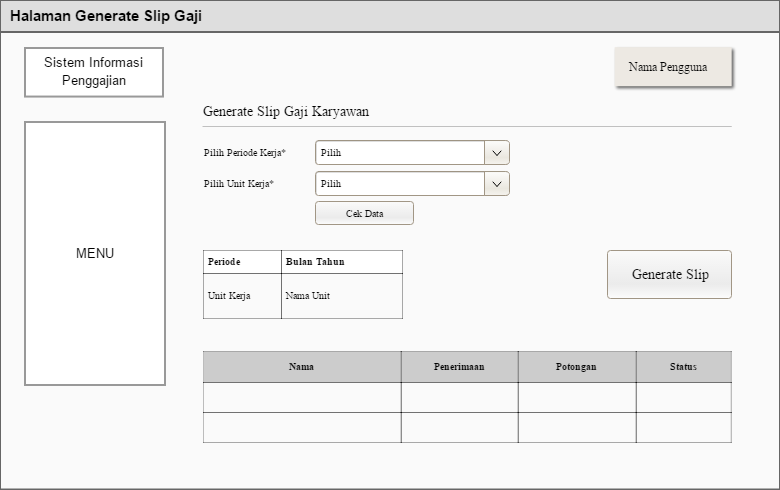 Halaman Generate Slip Gaji
Sistem Informasi
Penggajian
Nama Pengguna
MENU
Generate Slip Gaji Karyawan
Pilih Periode Kerja*
Pilih
Pilih Unit Kerja*
Pilih
Cek Data
Periode Bulan Tahun
Unit Kerja Nama Unit
Generate Slip
Nama Penerimaan Potongan Status